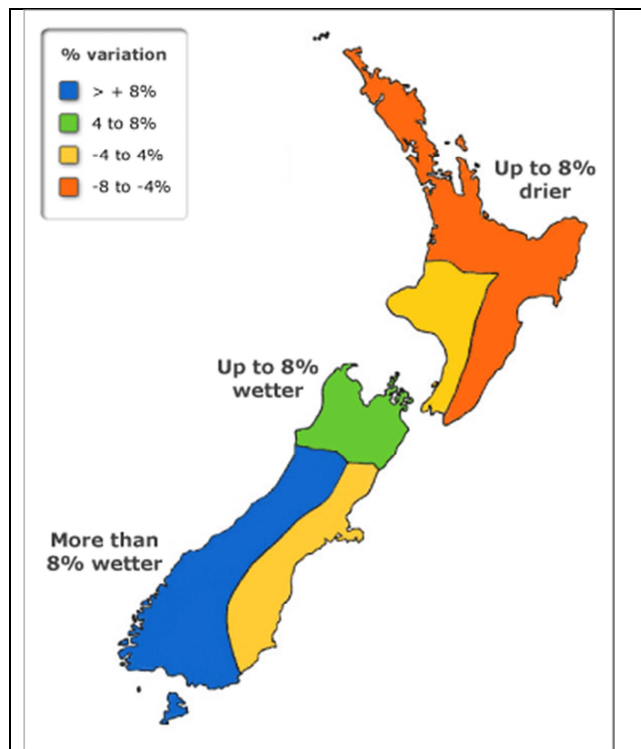 % variation
> + 8%
4 to 8%
-4 to 4%
-8 to -4%
Up to 8%
drier
Up to 8%
wetter
More than
8% wetter